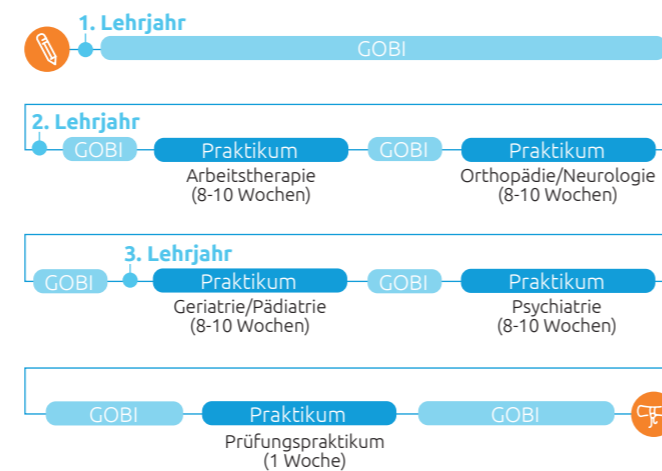 1. Lehrjahr
GOBI
2. Lehrjahr
GOBI Praktikum GOBI Praktikum
Arbeitstherapie Orthopädie/Neurologie
(8-10 Wochen) (8-10 Wochen)
3. Lehrjahr
GOBI Praktikum GOBI Praktikum
Geriatrie/Pädiatrie Psychiatrie
(8-10 Wochen) (8-10 Wochen)
GOBI Praktikum GOBI
Prüfungspraktikum
(1 Woche)